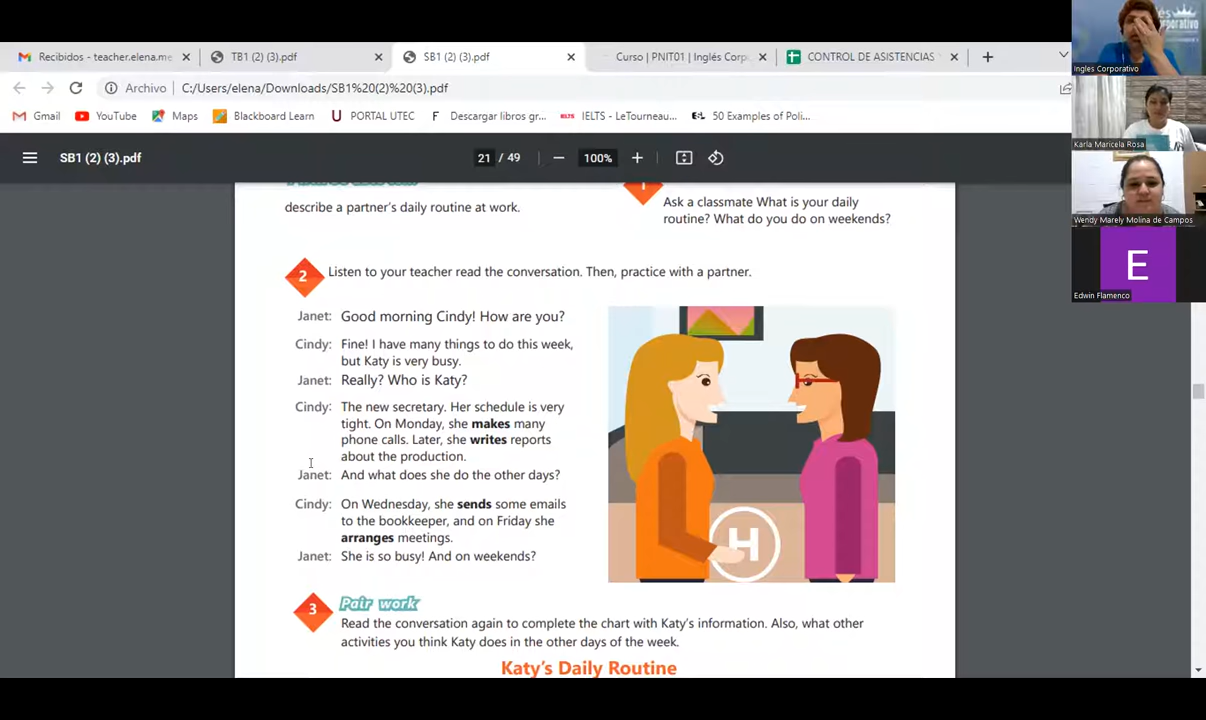 Recibidos - teacher.elena.me
TB1 (2) (3).pdf
SB1 (2) (3).pdf
Curso | PNIT01 | Inglés Corp
CONTROL DE ASISTENCIAS
Archivo
C:/Users/elena/Downloads/SB1%20(2)%20(3).pdf
Gmail
YouTube
Maps
Blackboard Learn
PORTAL UTEC
Descargar libros gr...
IELTS - LeTourneau...
50 Examples of Poli...
SB1 (2) (3).pdf
21 / 49
100%
describe a partner's daily routine at work.
1
Ask a classmate What is your daily
routine? What do you do on weekends?
2
Listen to your teacher read the conversation. Then, practice with a partner.
Janet: Good morning Cindy! How are you?
Cindy: Fine! I have many things to do this week,
but Katy is very busy.
Janet: Really? Who is Katy?
Cindy: The new secretary. Her schedule is very
tight. On Monday, she makes many
phone calls. Later, she writes reports
about the production.
Janet: And what does she do the other days?
Cindy: On Wednesday, she sends some emails
to the bookkeeper, and on Friday she
arranges meetings.
Janet: She is so busy! And on weekends?
H
3
Pair work
Read the conversation again to complete the chart with Katy's information. Also, what other
activities you think Katy does in the other days of the week.
Katy's Daily Routine
Ingles Corporativo
Karla Maricela Rosa
Wendy Marely Molina de Campos
E
Edwin Flamenco